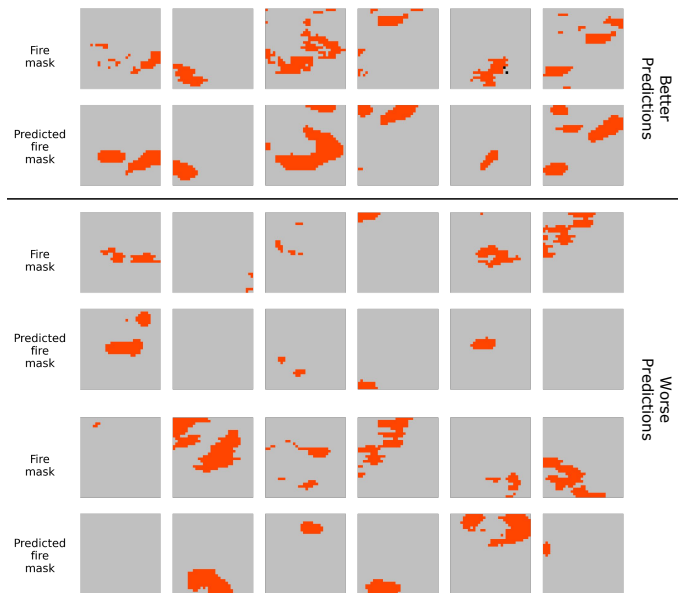 Fire
mask
Predicted
fire
mask
Better
Predictions
Fire
mask
Predicted
fire
mask
Worse
Predictions
Fire
mask
Predicted
fire
mask